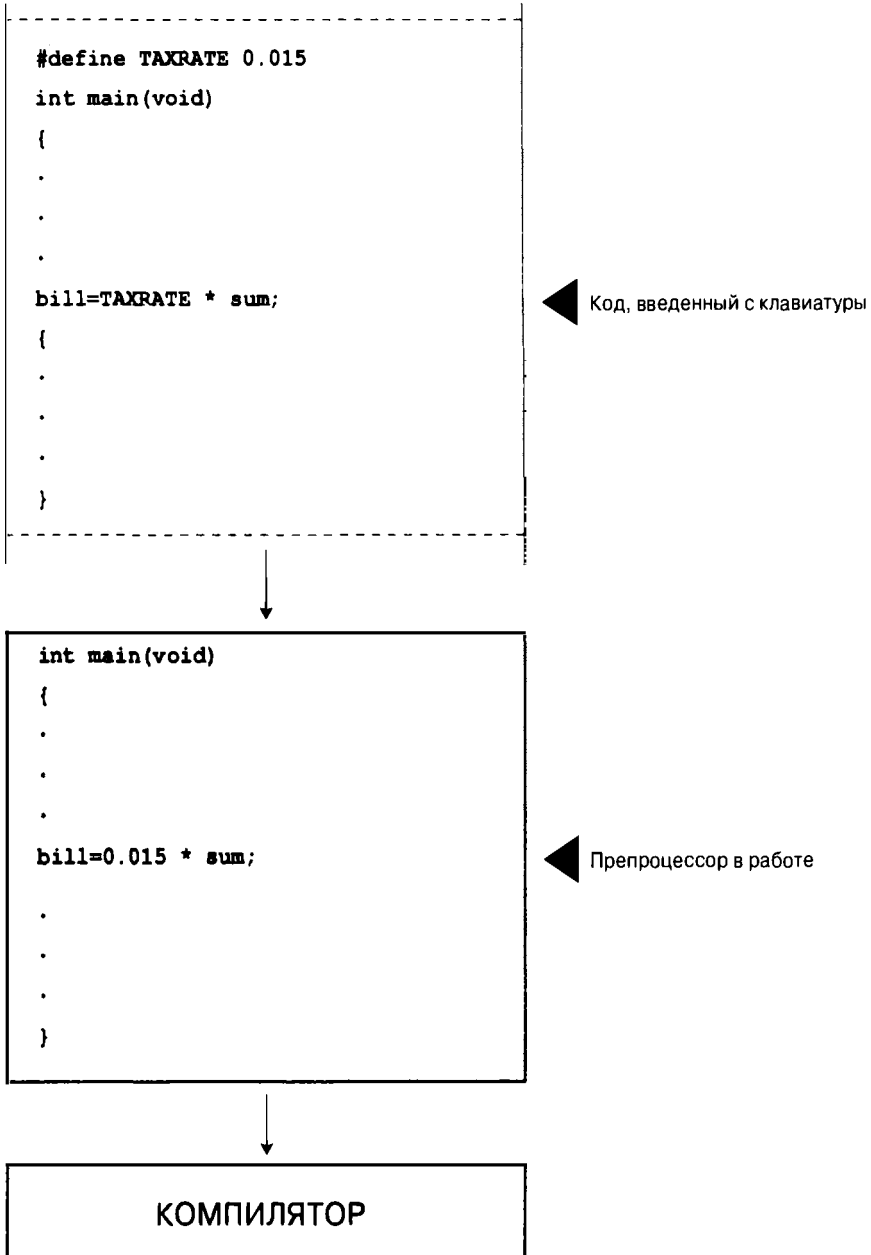 #define TAXRATE 0.015
int main(void)
{
.
.
.
bill=TAXRATE * sum;
Код, введенный с клавиатуры
{
.
.
.
}
int main(void)
{
.
.
.
bill=0.015 * sum;
Препроцессор в работе
.
.
.
}
КОМПИЛЯТОР